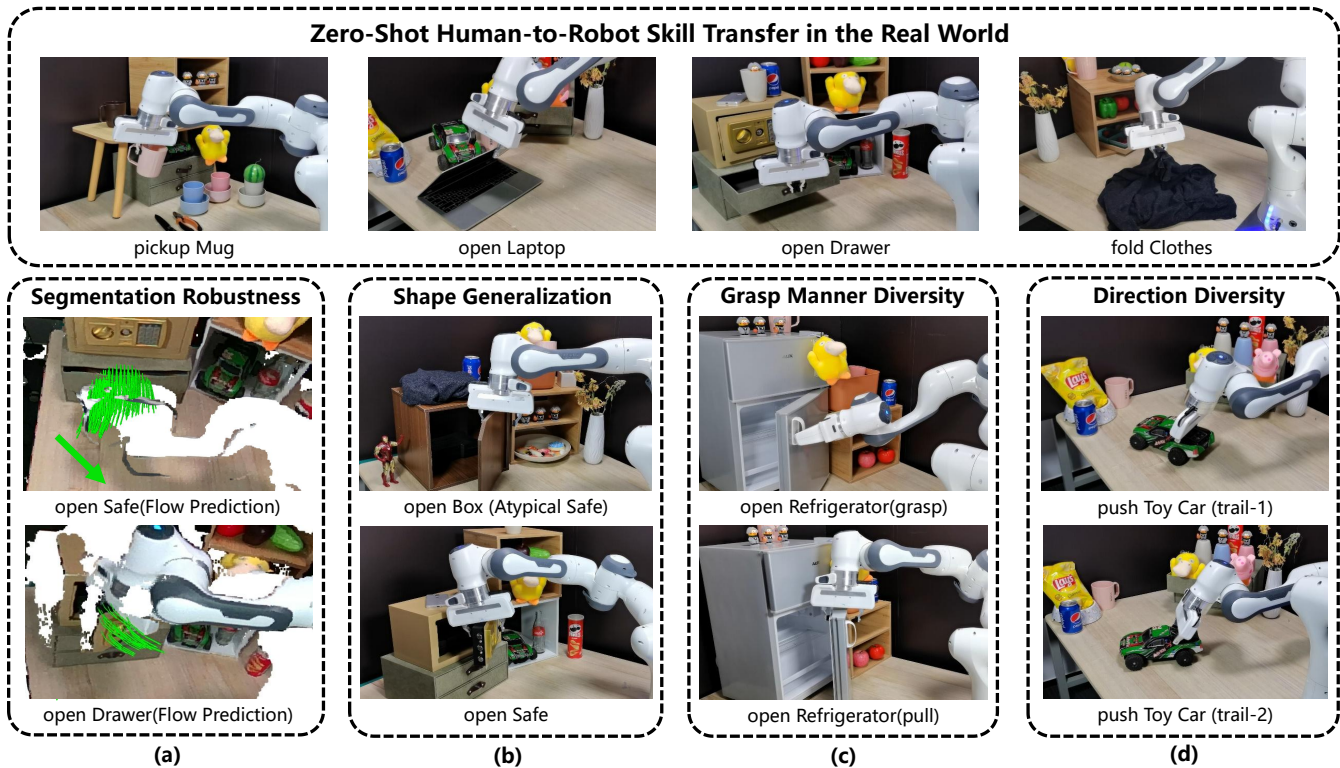 Zero-Shot Human-to-Robot Skill Transfer in the Real World
pickup Mug
open Laptop
open Drawer
fold Clothes
Segmentation Robustness
Shape Generalization
Grasp Manner Diversity
Direction Diversity
open Safe(Flow Prediction)
open Box (Atypical Safe)
open Refrigerator(grasp)
push Toy Car (trail-1)
open Drawer(Flow Prediction)
open Safe
open Refrigerator(pull)
push Toy Car (trail-2)
(a)
(b)
(c)
(d)
pepsi
Pringles
Lay's